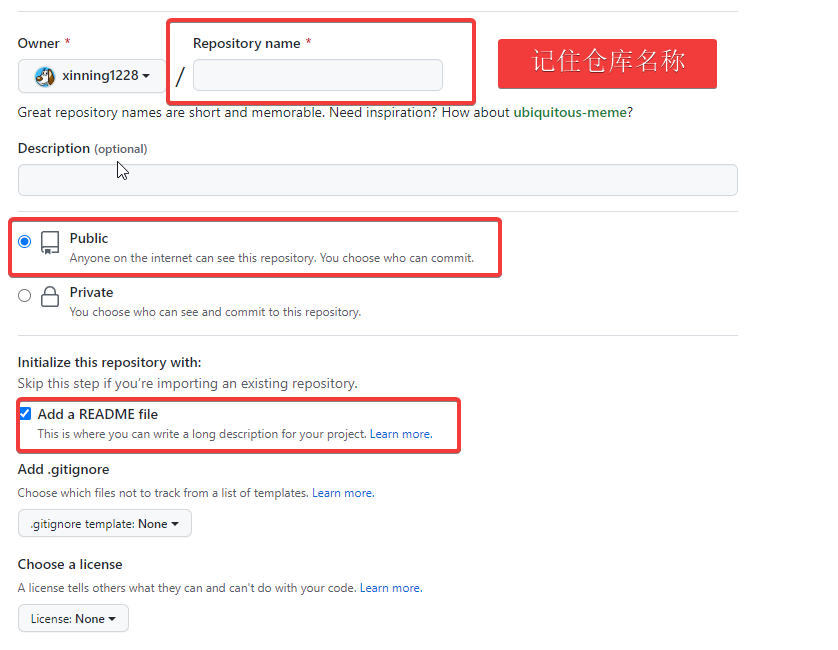 Owner *
Repository name *
记住仓库名称
xinning1228
/
Great repository names are short and memorable. Need inspiration? How about ubiquitous-meme?
Description (optional)
Public
Anyone on the internet can see this repository. You choose who can commit.
Private
You choose who can see and commit to this repository.
Initialize this repository with:
Skip this step if you're importing an existing repository.
Add a README file
This is where you can write a long description for your project. Learn more.
Add .gitignore
Choose which files not to track from a list of templates. Learn more.
.gitignore template: None
Choose a license
A license tells others what they can and can't do with your code. Learn more.
License: None